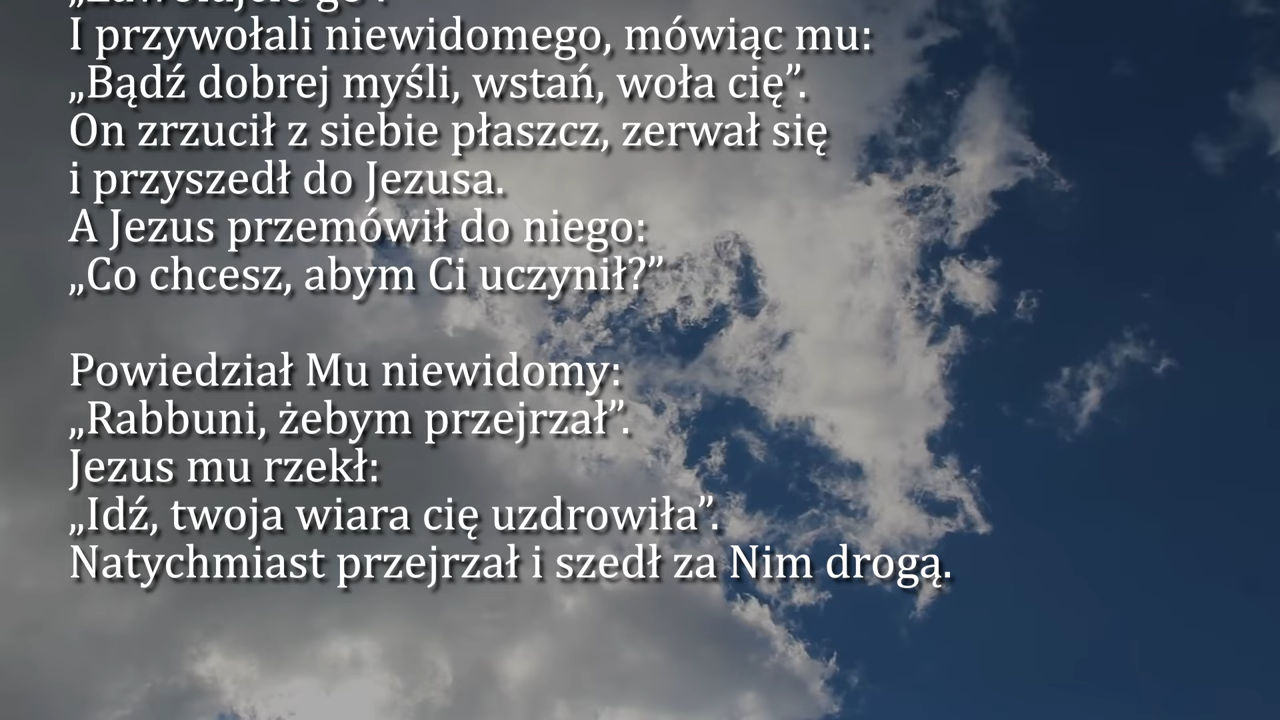 I przywołali niewidomego, mówiąc mu:
„Bądź dobrej myśli, wstań, woła cię”.
On zrzucił z siebie płaszcz, zerwał się
i przyszedł do Jezusa.
A Jezus przemówił do niego:
„Co chcesz, abym Ci uczynił?”
Powiedział Mu niewidomy:
„Rabbuni, żebym przejrzał”.
Jezus mu rzekł:
„Idź, twoja wiara cię uzdrowiła”.
Natychmiast przejrzał i szedł za Nim drogą.